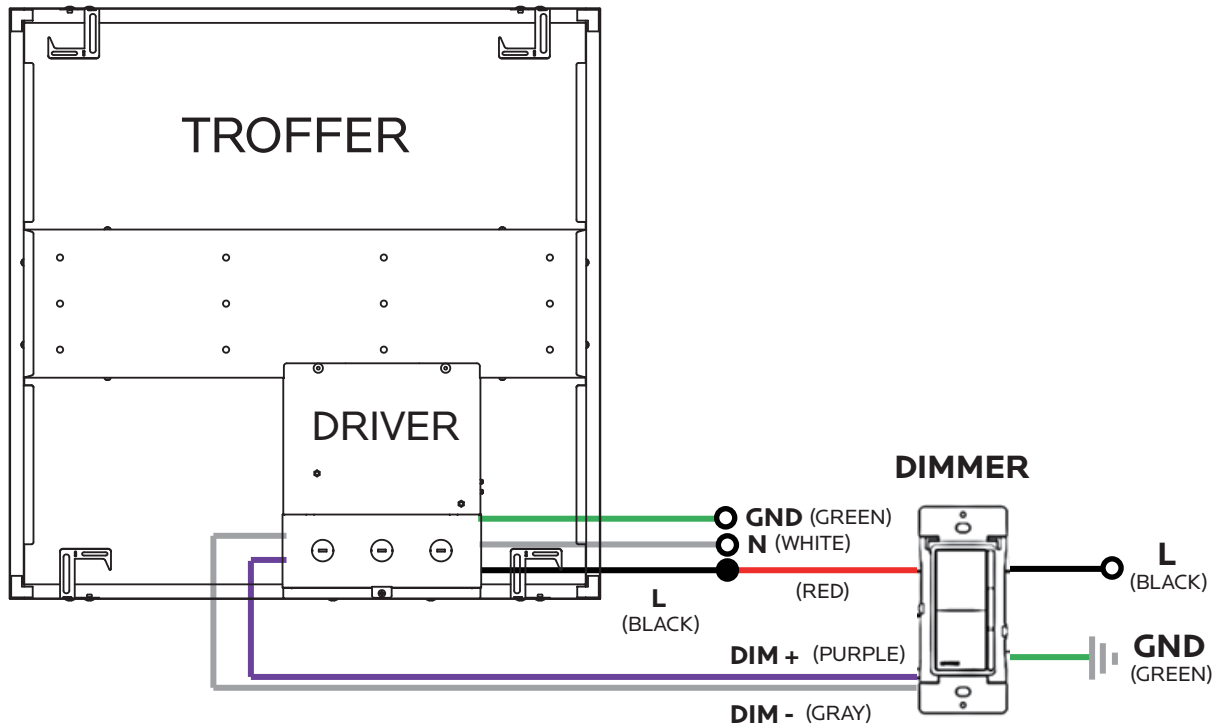 TROFFER
DRIVER
DIMMER
GND (GREEN)
N (WHITE)
L
(BLACK)
(RED)
L
(BLACK)
DIM + (PURPLE)
GND
(GREEN)
DIM - (GRAY)